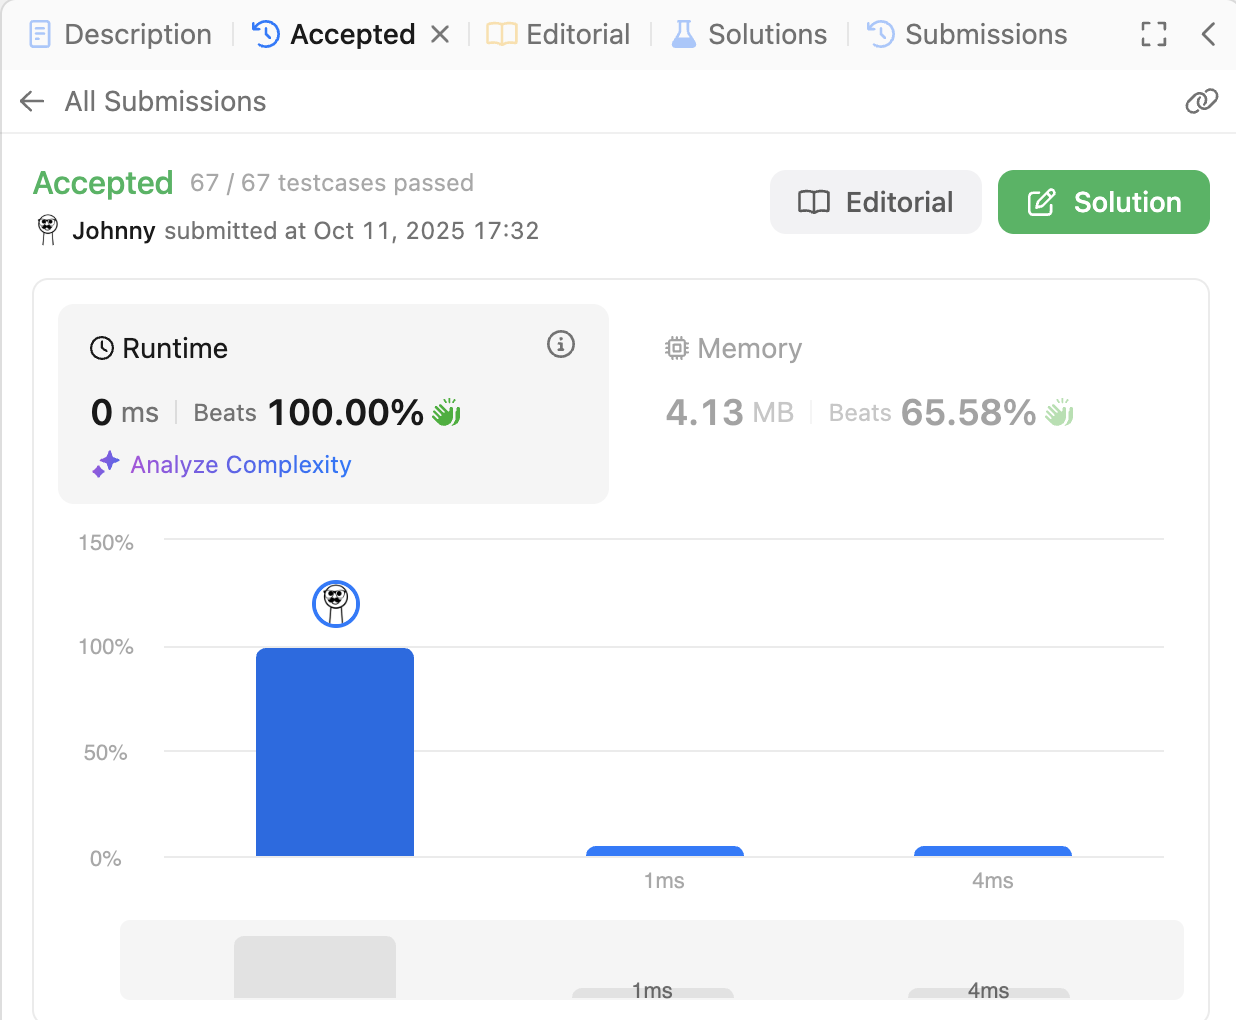 Description Accepted Editorial Solutions Submissions
All Submissions
Accepted 67 / 67 testcases passed
Johnny submitted at Oct 11, 2025 17:32
Editorial
Solution
Runtime
0 ms Beats 100.00%
Analyze Complexity
Memory
4.13 MB Beats 65.58%
150%
100%
50%
0%
1ms 4ms
1ms 4ms